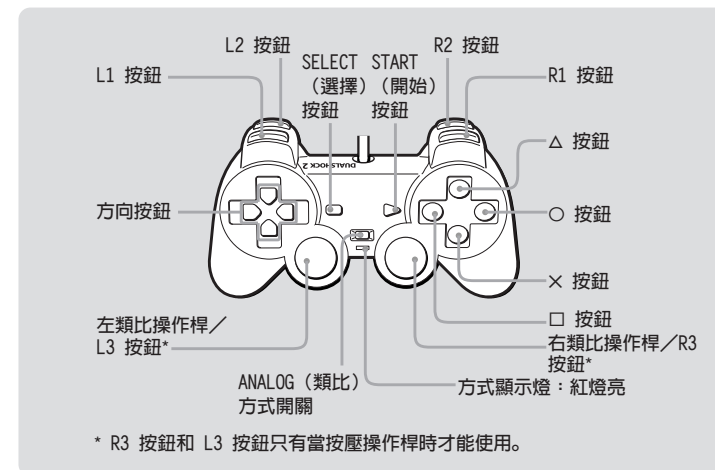 L2 按鈕
R2 按鈕
SELECT
（選擇）
按鈕
START
（開始）
按鈕
L1 按鈕
R1 按鈕
DUALSHOCK 2
△ 按鈕
方向按鈕
○ 按鈕
× 按鈕
□ 按鈕
左類比操作桿／
L3 按鈕*
右類比操作桿／R3
按鈕*
ANALOG（類比）
方式開關
方式顯示燈：紅燈亮
* R3 按鈕和 L3 按鈕只有當按壓操作桿時才能使用。